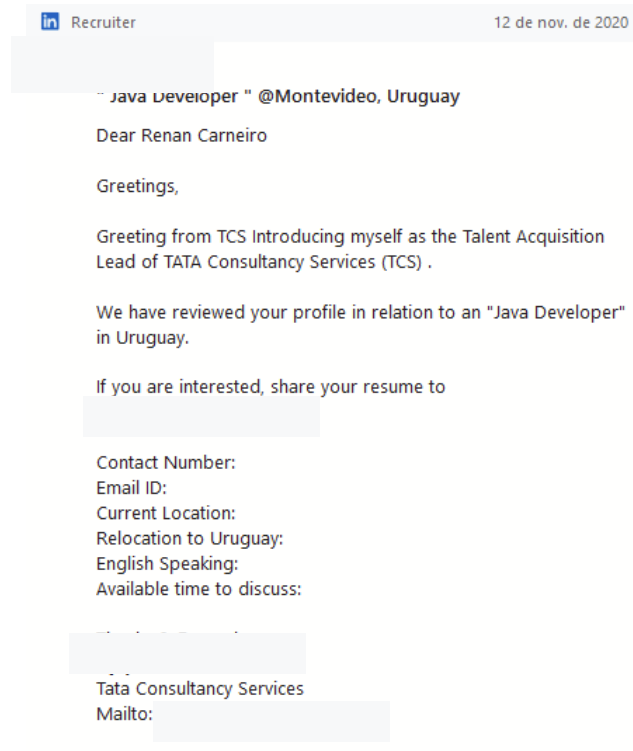 in Recruiter 12 de nov. de 2020
" Java Developer " @Montevideo, Uruguay
Dear Renan Carneiro
Greetings,
Greeting from TCS Introducing myself as the Talent Acquisition
Lead of TATA Consultancy Services (TCS) .
We have reviewed your profile in relation to an "Java Developer"
in Uruguay.
If you are interested, share your resume to
Contact Number:
Email ID:
Current Location:
Relocation to Uruguay:
English Speaking:
Available time to discuss:
Tata Consultancy Services
Mailto: